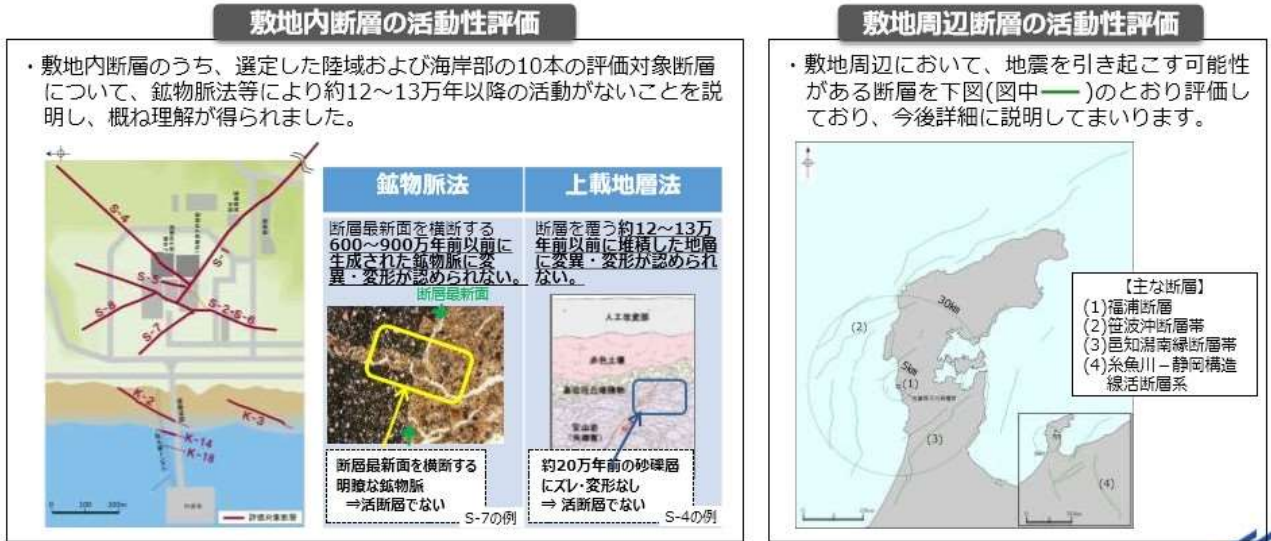 敷地内断層の活動性評価
・敷地内断層のうち、選定した陸域および海岸部の10本の評価対象断層
について、鉱物脈法等により約12～13万年以降の活動がないことを説
明し、概ね理解が得られました。
S-4
S-1
S-5
S-8
S-2・S-6
S-7
K-2
K-3
K-14
K-18
0 100 200m
評価対象断層
鉱物脈法
断層最新面を横断する
600～900万年前以前に
生成された鉱物脈に変
異・変形が認められない。
断層最新面
断層最新面を横断する
明瞭な鉱物脈
⇒活断層でない
S-7の例
上載地層法
断層を覆う約12～13万
年前以前に堆積した地層
に変異・変形が認められ
ない。
人工改変部
赤色土壌
安山岩
約20万年前の砂礫層
にズレ・変形なし
⇒ 活断層でない
S-4の例
敷地周辺断層の活動性評価
・敷地周辺において、地震を引き起こす可能性
がある断層を下図(図中 )のとおり評価し
ており、今後詳細に説明してまいります。
30km
(2)
5km
(1)
(3)
(4)
【主な断層】
(1)福浦断層
(2)笹波沖断層帯
(3)邑知潟南縁断層帯
(4)糸魚川－静岡構造
線活断層系